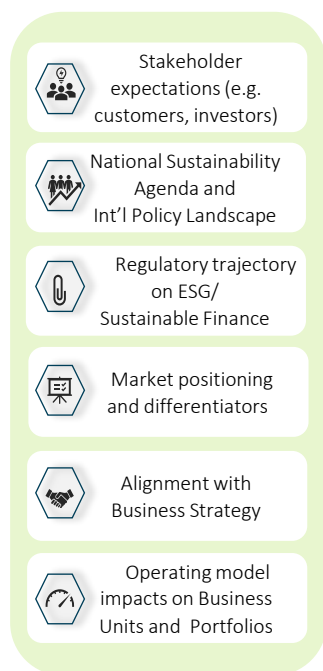 Stakeholder
expectations (e.g.
customers, investors)
National Sustainability
Agenda and
Int'l Policy Landscape
Regulatory trajectory
on ESG/
Sustainable Finance
Market positioning
and differentiators
Alignment with
Business Strategy
Operating model
impacts on Business
Units and Portfolios